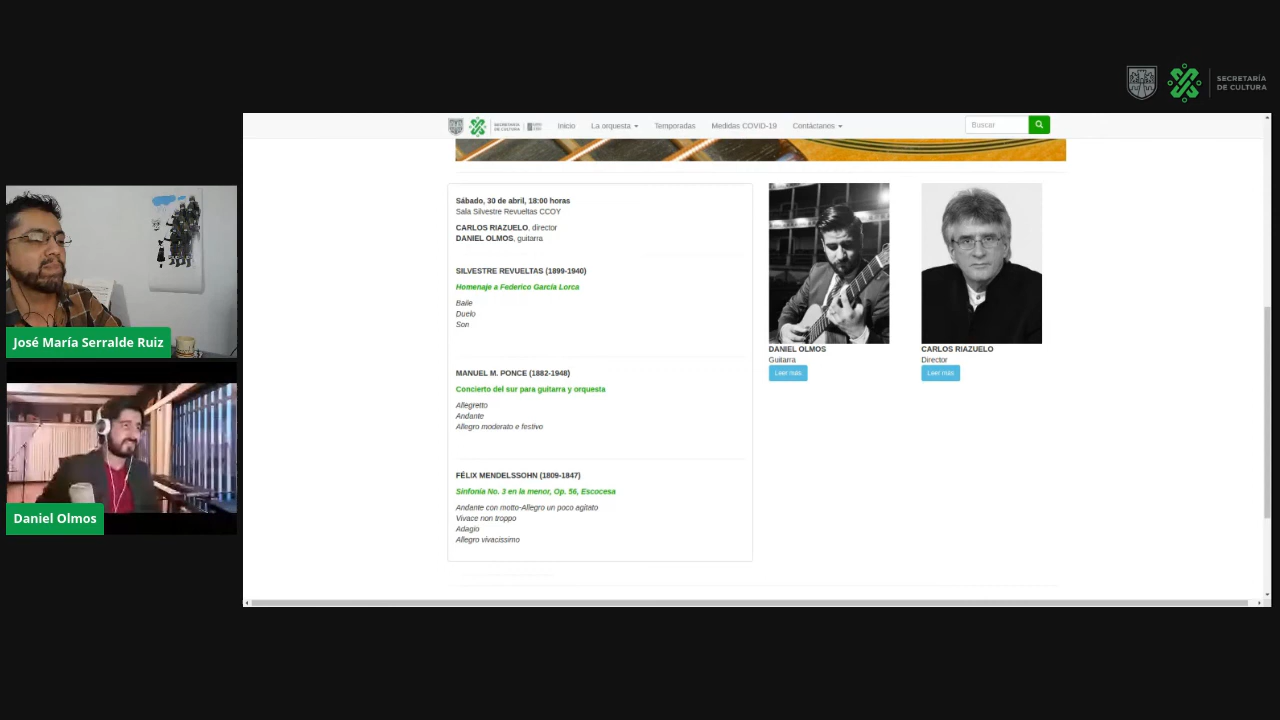 SECRETARÍA
DE CULTURA
Inicio
La orquesta
Temporadas
Medidas COVID-19
Contáctanos
Buscar
Sábado, 30 de abril, 18:00 horas
Sala Silvestre Revueltas CCOY
CARLOS RIAZUELO, director
DANIEL OLMOS, guitarra
SILVESTRE REVUELTAS (1899-1940)
Homenaje a Federico García Lorca
Baile
Duelo
Son
MANUEL M. PONCE (1882-1948)
Concierto del sur para guitarra y orquesta
Allegretto
Andante
Allegro moderato e festivo
FÉLIX MENDELSSOHN (1809-1847)
Sinfonía No. 3 en la menor, Op. 56, Escocesa
Andante con motto-Allegro un poco agitato
Vivace non troppo
Adagio
Allegro vivacissimo
DANIEL OLMOS
Guitarra
Leer más
CARLOS RIAZUELO
Director
Leer más
José María Serralde Ruiz
Daniel Olmos